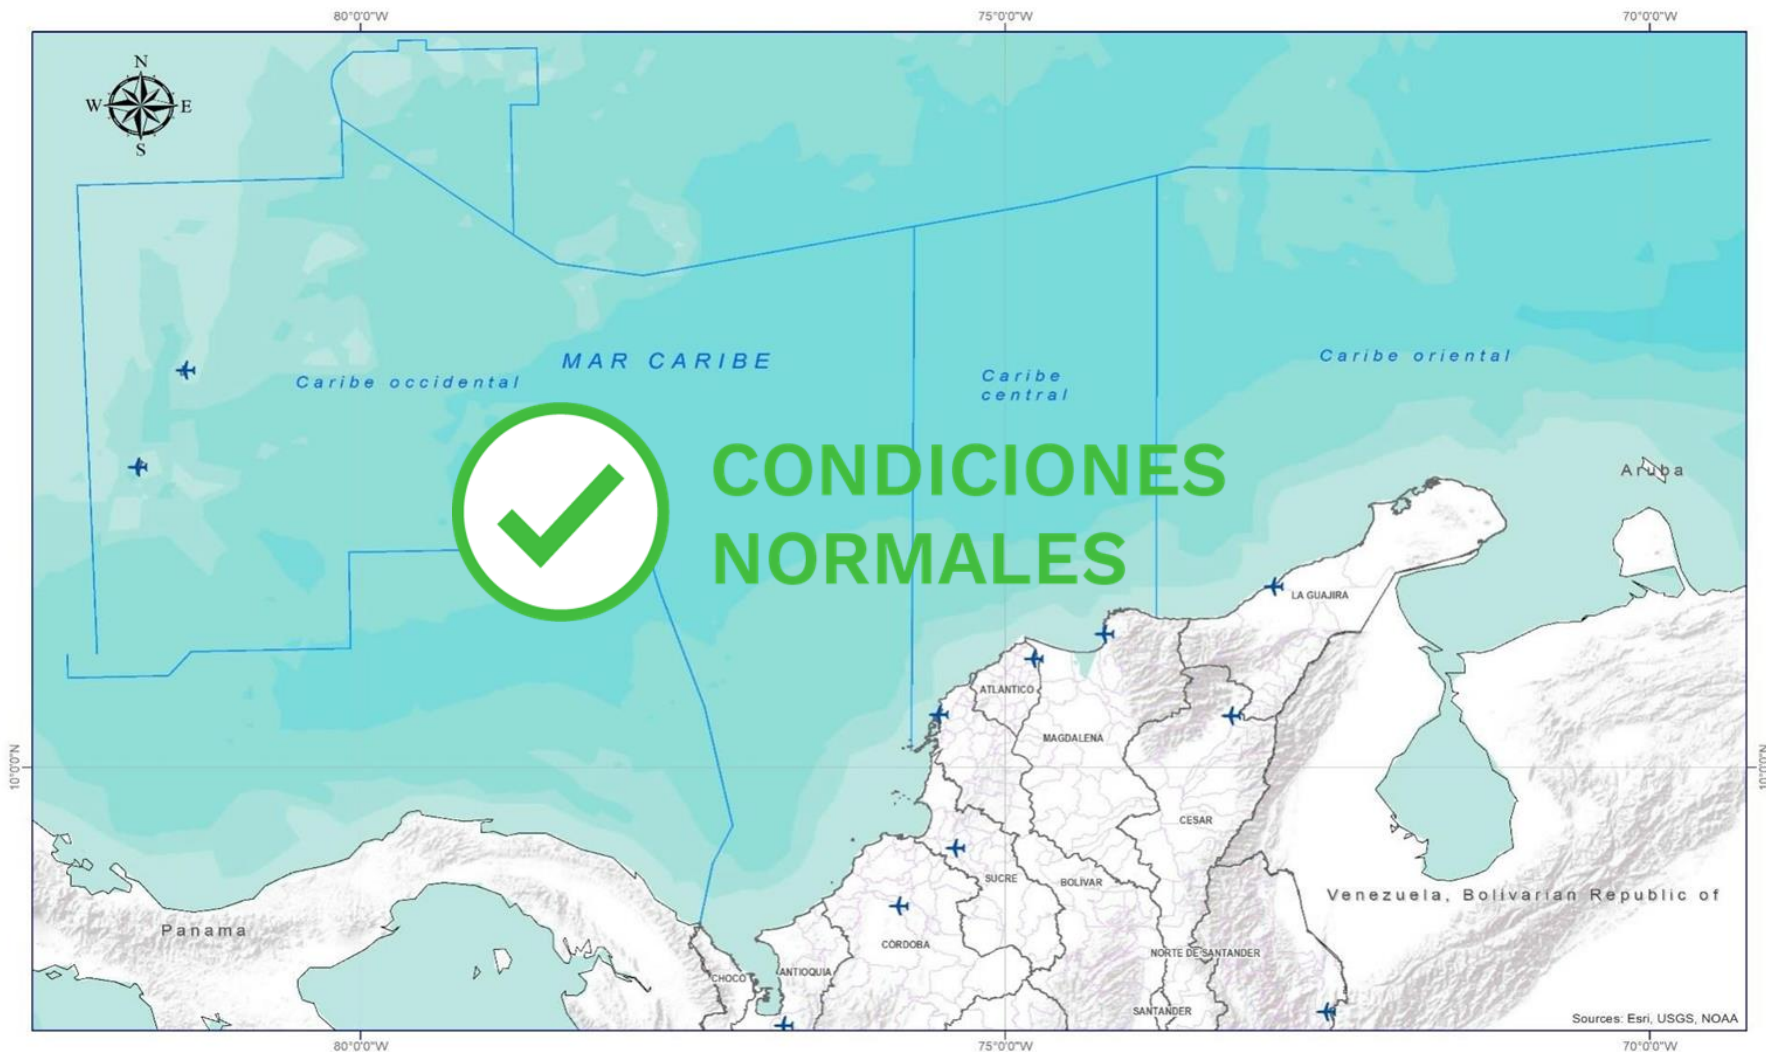 80°0'0"W
75°0'0"W
70°0'0"W
N
W
E
S
MAR CARIBE
Caribe occidental
Caribe
central
Caribe oriental
CONDICIONES
NORMALES
Aruba
LA GUAJIRA
ATLANTICO
MAGDALENA
10°0'0"N
10°0'0"N
CESAR
SUCRE
BOLÍVAR
Venezuela, Bolivarian Republic of
Panama
CÓRDOBA
NORTE DE SANTANDER
CHOCO
ANTIOQUIA
SANTANDER
Sources: Esri, USGS, NOAA
80°0'0"W
75°0'0"W
70°0'0"W